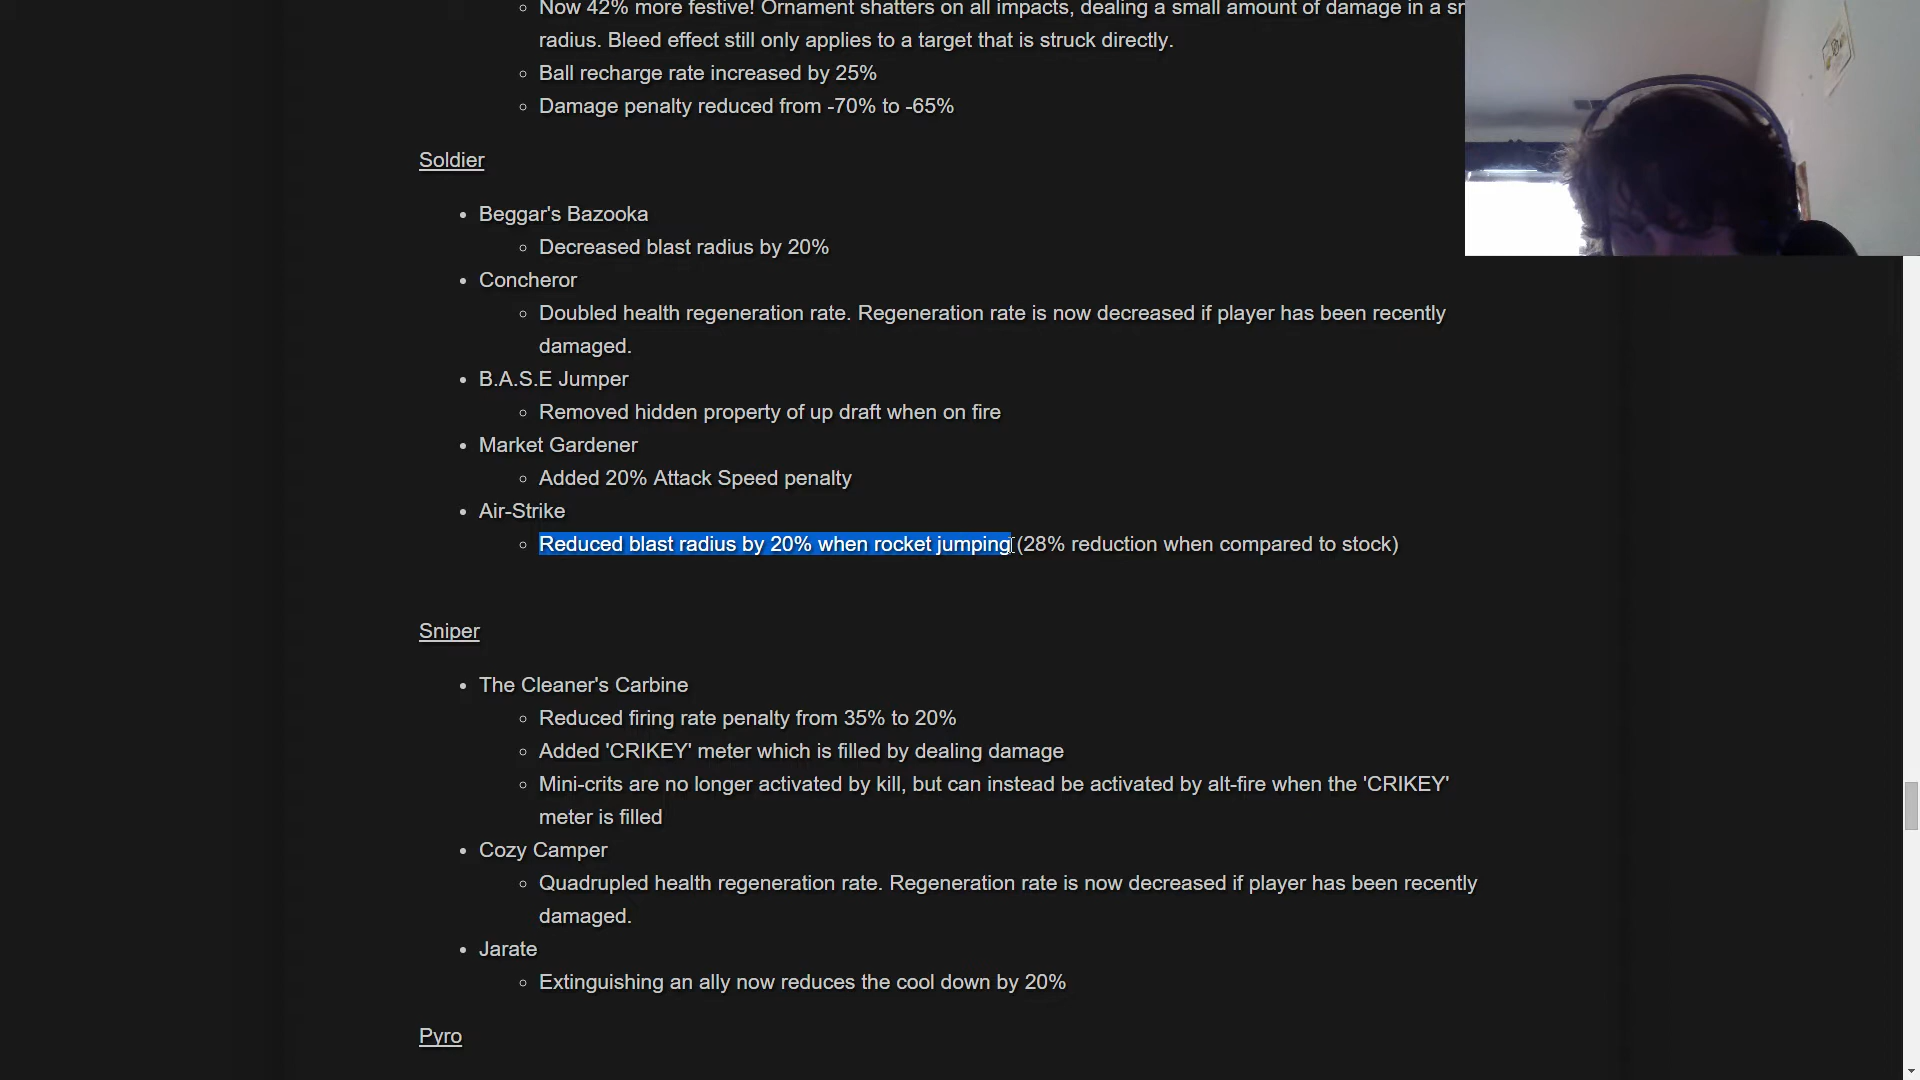 Now 42% more festive! Ornament shatters on all impacts, dealing a small amount of damage in a
radius. Bleed effect still only applies to a target that is struck directly.
Ball recharge rate increased by 25%
Damage penalty reduced from -70% to -65%
Soldier
Beggar's Bazooka
Decreased blast radius by 20%
Concheror
Doubled health regeneration rate. Regeneration rate is now decreased if player has been recently
damaged.
B.A.S.E Jumper
Removed hidden property of up draft when on fire
Market Gardener
Added 20% Attack Speed penalty
Air-Strike
Reduced blast radius by 20% when rocket jumping (28% reduction when compared to stock)
Sniper
The Cleaner's Carbine
Reduced firing rate penalty from 35% to 20%
Added 'CRIKEY' meter which is filled by dealing damage
Mini-crits are no longer activated by kill, but can instead be activated by alt-fire when the 'CRIKEY'
meter is filled
Cozy Camper
Quadrupled health regeneration rate. Regeneration rate is now decreased if player has been recently
damaged.
Jarate
Extinguishing an ally now reduces the cool down by 20%
Pyro